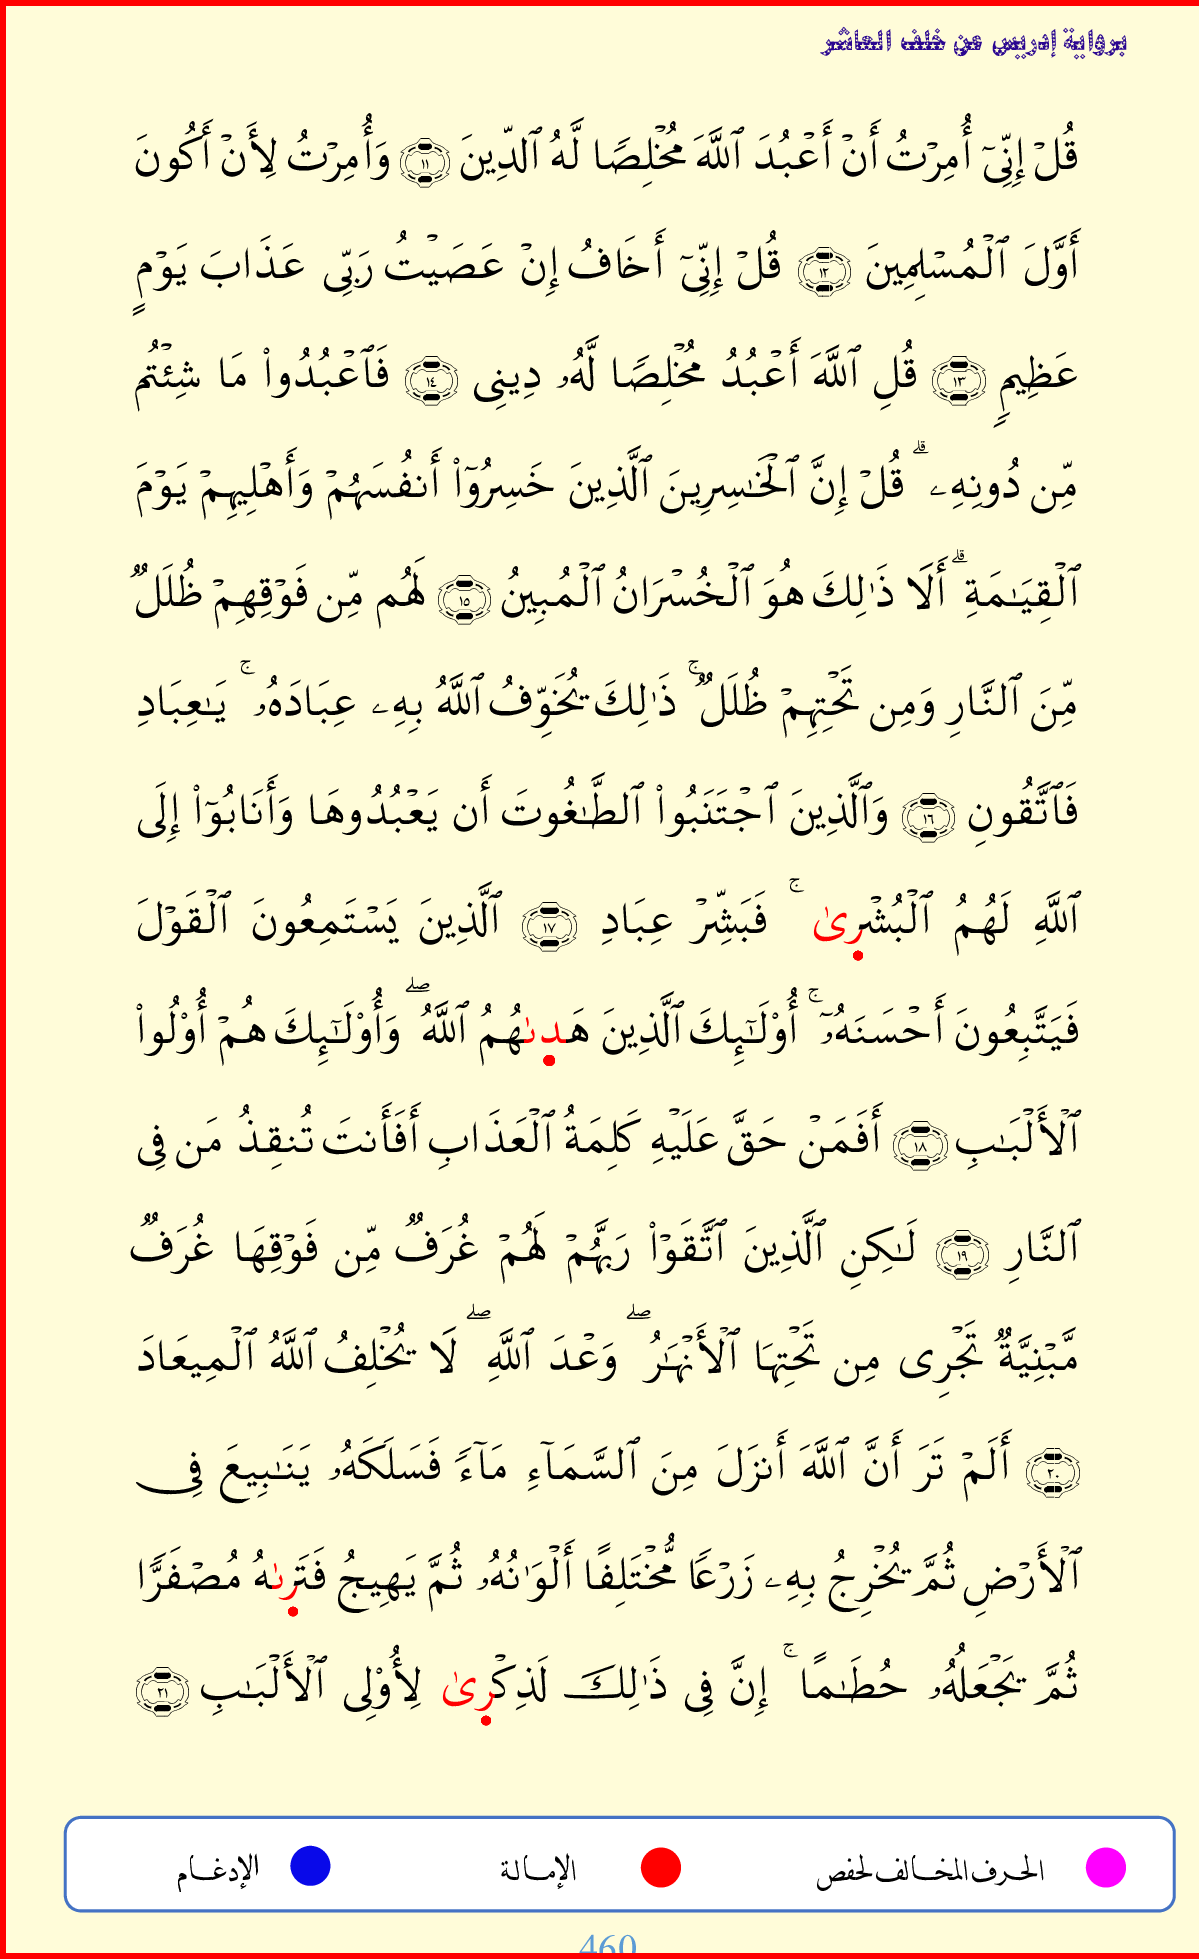 برواية إدريس عن خلف العاشر
قُلۡ إِنِّيٓ أُمِرۡتُ أَنۡ أَعۡبُدَ ٱللَّهَ مُخۡلِصٗا لَّهُ ٱلدِّينَ ١١ وَأُمِرۡتُ لِأَنۡ أَكُونَ
أَوَّلَ ٱلۡمُسۡلِمِينَ ١٢ قُلۡ إِنِّيٓ أَخَافُ إِنۡ عَصَيۡتُ رَبِّي عَذَابَ يَوۡمٍ
عَظِيمٖ ١٣ قُلِ ٱللَّهَ أَعۡبُدُ مُخۡلِصٗا لَّهُۥ دِينِي ١٤ فَٱعۡبُدُواْ مَا شِئۡتُم
مِّن دُونِهِۦۗ قُلۡ إِنَّ ٱلۡخَٰسِرِينَ ٱلَّذِينَ خَسِرُوٓاْ أَنفُسَهُمۡ وَأَهۡلِيهِمۡ يَوۡمَ
ٱلۡقِيَٰمَةِۗ أَلَا ذَٰلِكَ هُوَ ٱلۡخُسۡرَانُ ٱلۡمُبِينُ ١٥ لَهُم مِّن فَوۡقِهِمۡ ظُلَلٞ
مِّنَ ٱلنَّارِ وَمِن تَحۡتِهِمۡ ظُلَلٞۚ ذَٰلِكَ يُخَوِّفُ ٱللَّهُ بِهِۦ عِبَادَهُۥۚ يَٰعِبَادِ
فَٱتَّقُونِ ١٦ وَٱلَّذِينَ ٱجۡتَنَبُواْ ٱلطَّٰغُوتَ أَن يَعۡبُدُوهَا وَأَنَابُوٓاْ إِلَى
ٱللَّهِ لَهُمُ ٱلۡبُشۡرِىٰۚ فَبَشِّرۡ عِبَادِ ١٧ ٱلَّذِينَ يَسۡتَمِعُونَ ٱلۡقَوۡلَ
فَيَتَّبِعُونَ أَحۡسَنَهُۥٓۚ أُوْلَٰٓئِكَ ٱلَّذِينَ هَدىٰهُمُ ٱللَّهُۖ وَأُوْلَٰٓئِكَ هُمۡ أُوْلُواْ
ٱلۡأَلۡبَٰبِ ١٨ أَفَمَنۡ حَقَّ عَلَيۡهِ كَلِمَةُ ٱلۡعَذَابِ أَفَأَنتَ تُنقِذُ مَن فِي
ٱلنَّارِ ١٩ لَٰكِنِ ٱلَّذِينَ ٱتَّقَوۡاْ رَبَّهُمۡ لَهُمۡ غُرَفٞ مِّن فَوۡقِهَا غُرَفٞ
مَّبۡنِيَّةٞ تَجۡرِي مِن تَحۡتِهَا ٱلۡأَنۡهَٰرُۖ وَعۡدَ ٱللَّهِۖ لَا يُخۡلِفُ ٱللَّهُ ٱلۡمِيعَادَ
٢٠ أَلَمۡ تَرَ أَنَّ ٱللَّهَ أَنزَلَ مِنَ ٱلسَّمَآءِ مَآءٗ فَسَلَكَهُۥ يَنَٰبِيعَ فِي
ٱلۡأَرۡضِ ثُمَّ يُخۡرِجُ بِهِۦ زَرۡعٗا مُّخۡتَلِفًا أَلۡوَٰنُهُۥ ثُمَّ يَهِيجُ فَتَرِىٰهُ مُصۡفَرّٗا
ثُمَّ يَجۡعَلُهُۥ حُطَٰمًاۚ إِنَّ فِي ذَٰلِكَ لَذِكۡرِىٰ لِأُوْلِي ٱلۡأَلۡبَٰبِ ٢١
الحرف المخالف لحفص
الإمالة
الإدغام
460